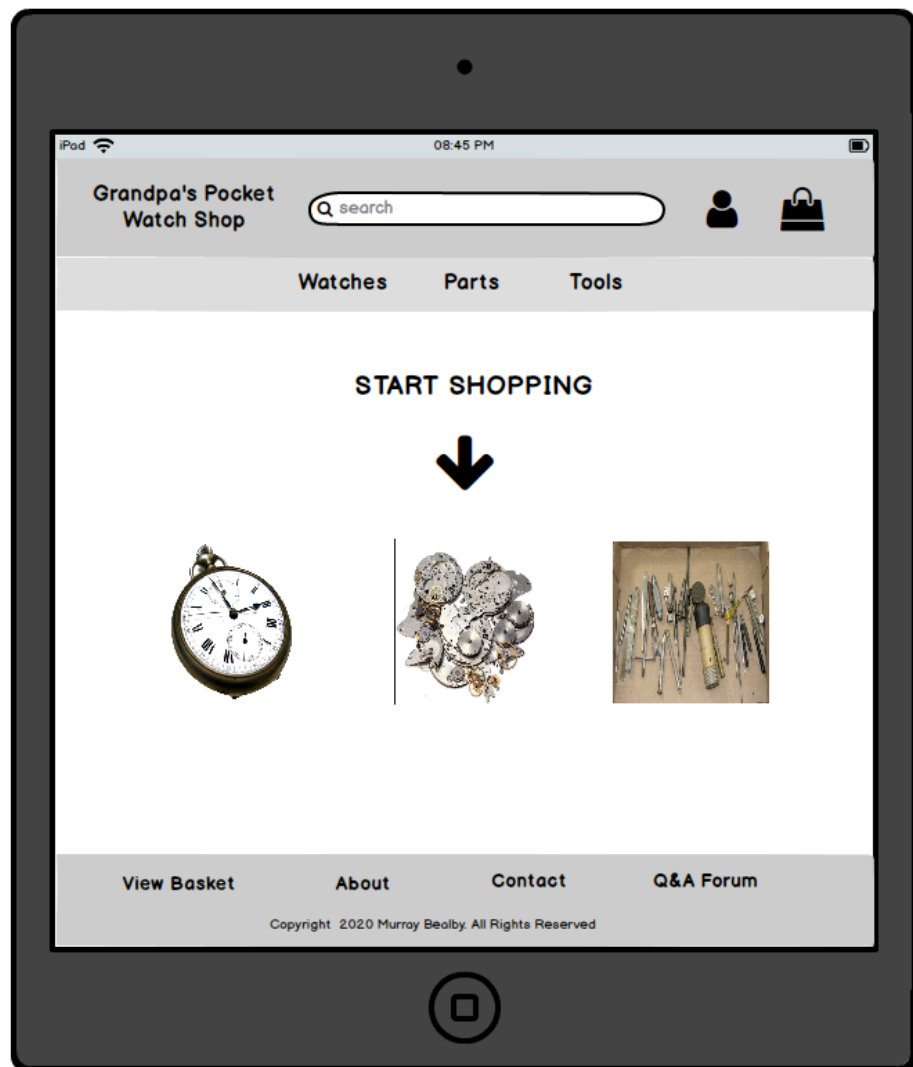 iPad
08:45 PM
Grandpa's Pocket
Watch Shop
search
Watches Parts Tools
START SHOPPING
View Basket About Contact Q&A Forum
Copyright 2020 Murray Bealby. All Rights Reserved